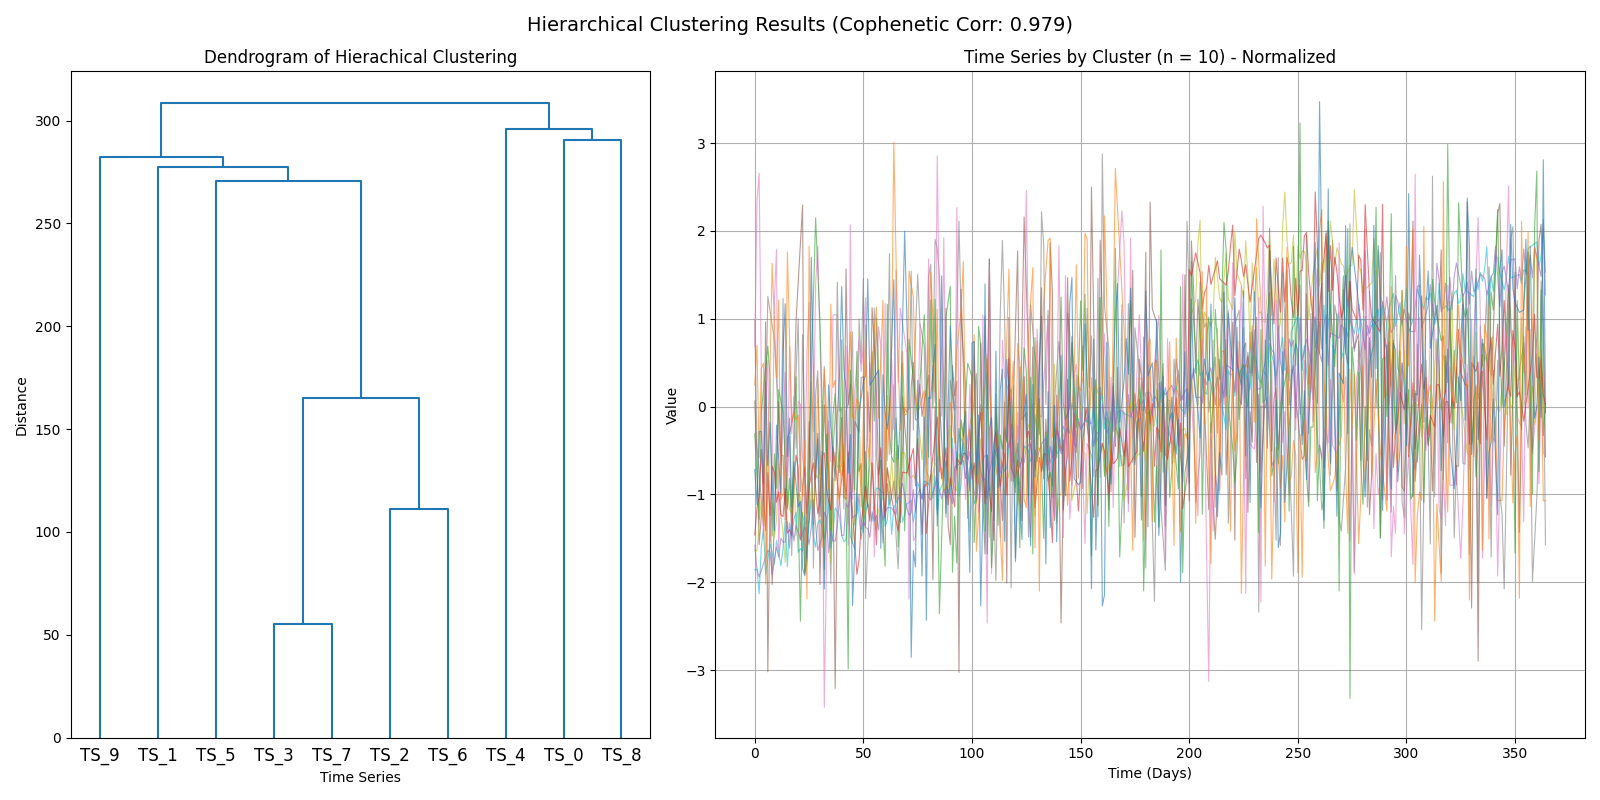 Hierarchical Clustering Results (Cophenetic Corr: 0.979)
Dendrogram of Hierachical Clustering
Distance
300
250
200
150
100
50
0
TS_9 TS_1 TS_5 TS_3 TS_7 TS_2 TS_6 TS_4 TS_0 TS_8
Time Series
Time Series by Cluster (n = 10) - Normalized
Value
3
2
1
0
−1
−2
−3
0 50 100 150 200 250 300 350
Time (Days)